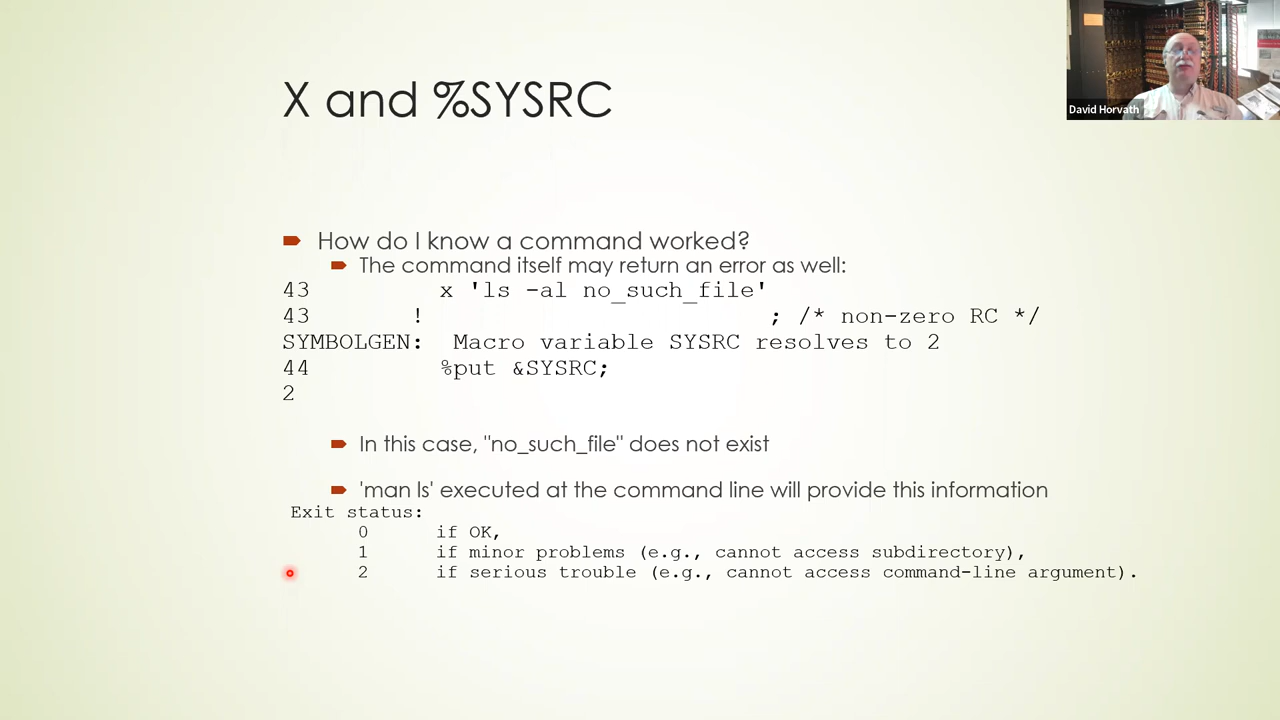 David Horvath
X and %SYSRC
How do I know a command worked?
The command itself may return an error as well:
43 x 'ls -al no_such_file'
43 ! ; /* non-zero RC */
SYMBOLGEN: Macro variable SYSRC resolves to 2
44 %put &SYSRC;
2
In this case, "no_such_file" does not exist
'man ls' executed at the command line will provide this information
Exit status:
0 if OK,
1 if minor problems (e.g., cannot access subdirectory),
2 if serious trouble (e.g., cannot access command-line argument).